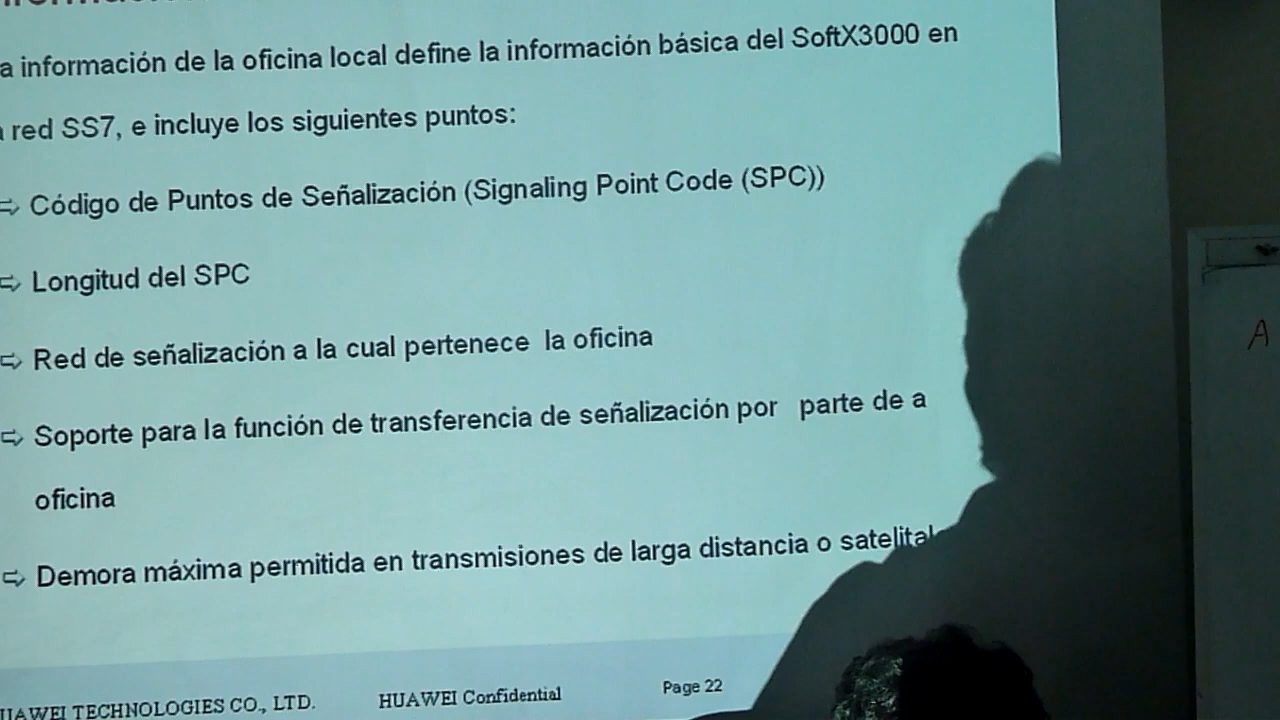 a información de la oficina local define la información básica del SoftX3000 en
red SS7, e incluye los siguientes puntos:
⇨ Código de Puntos de Señalización (Signaling Point Code (SPC))
⇨ Longitud del SPC
⇨ Red de señalización a la cual pertenece la oficina
⇨ Soporte para la función de transferencia de señalización por parte de a
oficina
⇨ Demora máxima permitida en transmisiones de larga distancia o
UAWEI TECHNOLOGIES CO., LTD. HUAWEI Confidential Page 22
A